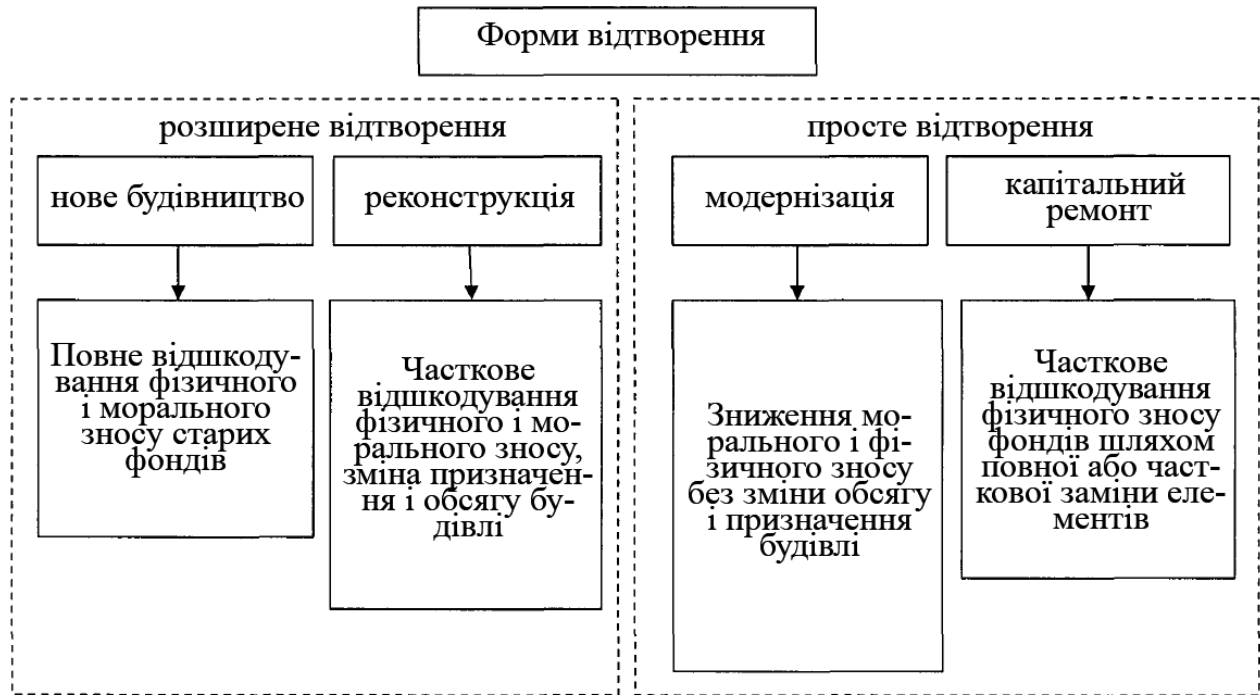 Форми відтворення
розширене відтворення
нове будівництво
реконструкція
Повне відшкоду-
вання фізичного
і морального
зносу старих
фондів
Часткове
відшкодування
фізичного і мо-
рального зносу,
зміна призначен-
ня і обсягу бу-
дівлі
просте відтворення
модернізація
капітальний
ремонт
Зниження мо-
рального і фі-
зичного зносу
без зміни обсягу
і призначення
будівлі
Часткове
відшкодування
фізичного зносу
фондів шляхом
повної або част-
кової заміни еле-
ментів